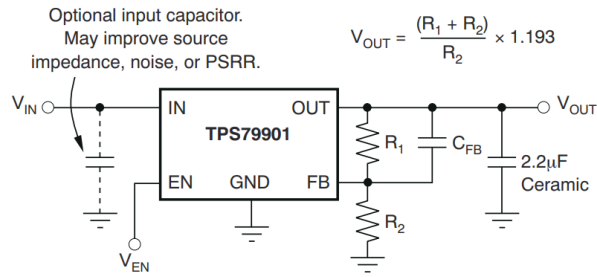 Optional input capacitor.
May improve source
impedance, noise, or PSRR.
V_OUT = (R_1 + R_2) / R_2 × 1.193
V_IN
IN
OUT
V_OUT
TPS79901
R_1
C_FB
2.2µF
Ceramic
EN
GND
FB
R_2
V_EN